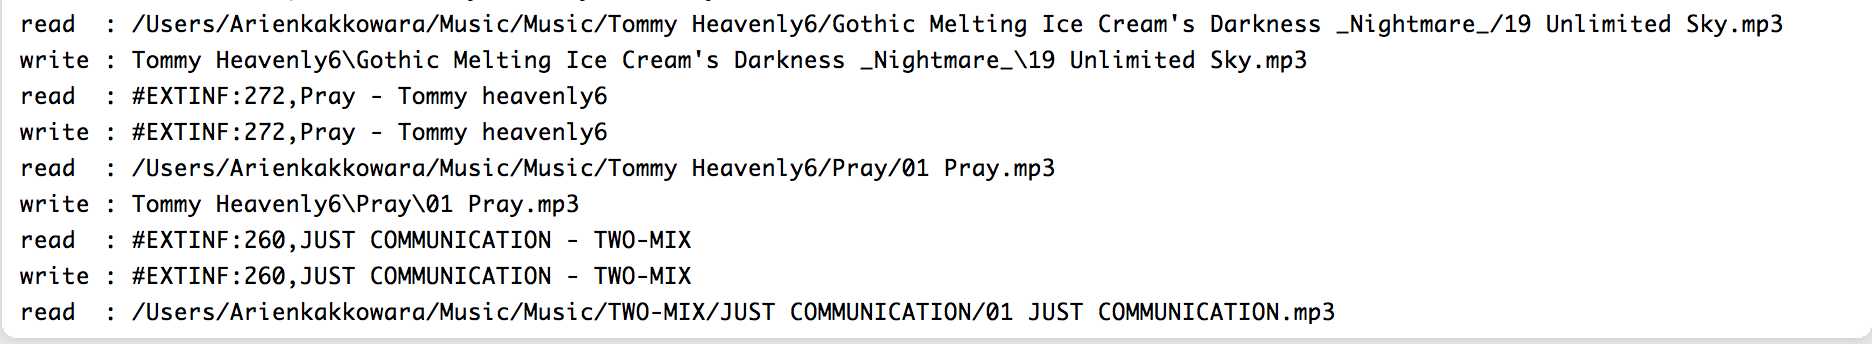 read  : /Users/Arienkakkowara/Music/Music/Tommy Heavenly6/Gothic Melting Ice Cream's Darkness _Nightmare_/19 Unlimited Sky.mp3
write : Tommy Heavenly6\Gothic Melting Ice Cream's Darkness _Nightmare_\19 Unlimited Sky.mp3
read  : #EXTINF:272,Pray - Tommy heavenly6
write : #EXTINF:272,Pray - Tommy heavenly6
read  : /Users/Arienkakkowara/Music/Music/Tommy Heavenly6/Pray/01 Pray.mp3
write : Tommy Heavenly6\Pray\01 Pray.mp3
read  : #EXTINF:260,JUST COMMUNICATION - TWO-MIX
write : #EXTINF:260,JUST COMMUNICATION - TWO-MIX
read  : /Users/Arienkakkowara/Music/Music/TWO-MIX/JUST COMMUNICATION/01 JUST COMMUNICATION.mp3